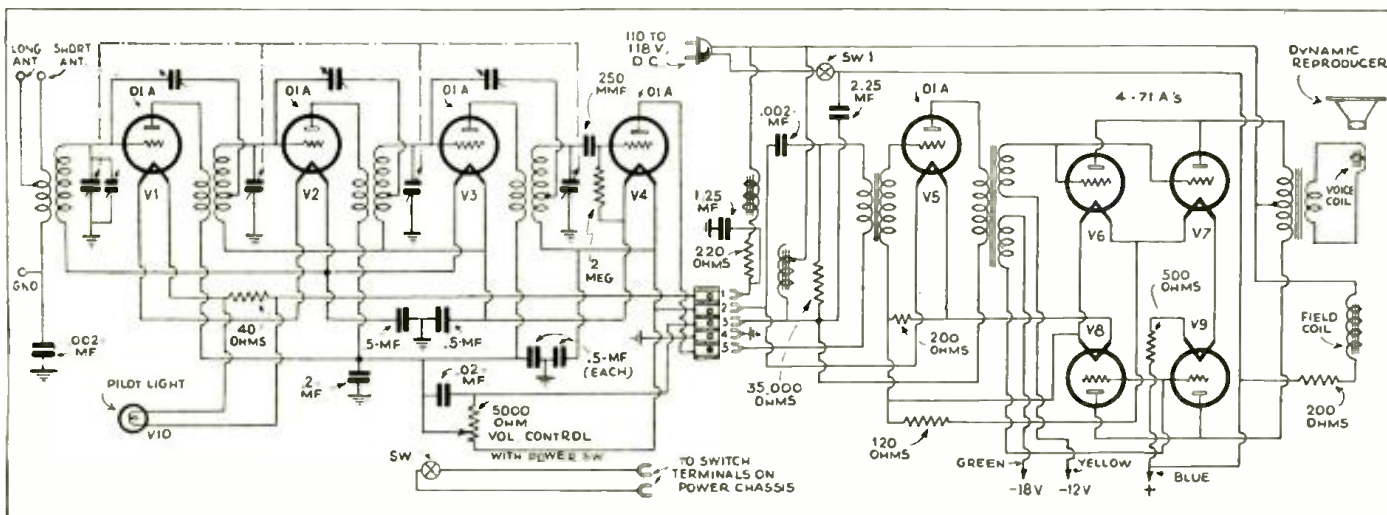 LONG ANT.
SHORT ANT.
GND
.002-MF
PILOT LIGHT
V10
01A
V1
01A
V2
01A
V3
250 MMF
01A
V4
2 MEG
40 OHMS
.5-MF
.5-MF
.5-MF (EACH)
.2-MF
.02-MF
5000 OHM
VOL. CONTROL
WITH POWER SW
SW
TO SWITCH
TERMINALS ON
POWER CHASSIS
110 TO
118 V.
D.C.
SW1
2.25 MF
.002-MF
1.25 MF
220 OHMS
1
2
3
4
5
35,000 OHMS
01A
V5
200 OHMS
120 OHMS
4-71A's
V6
V7
V8
V9
500 OHMS
GREEN
-18V
-12V
YELLOW
+
BLUE
DYNAMIC
REPRODUCER
VOICE
COIL
FIELD
COIL
200 OHMS